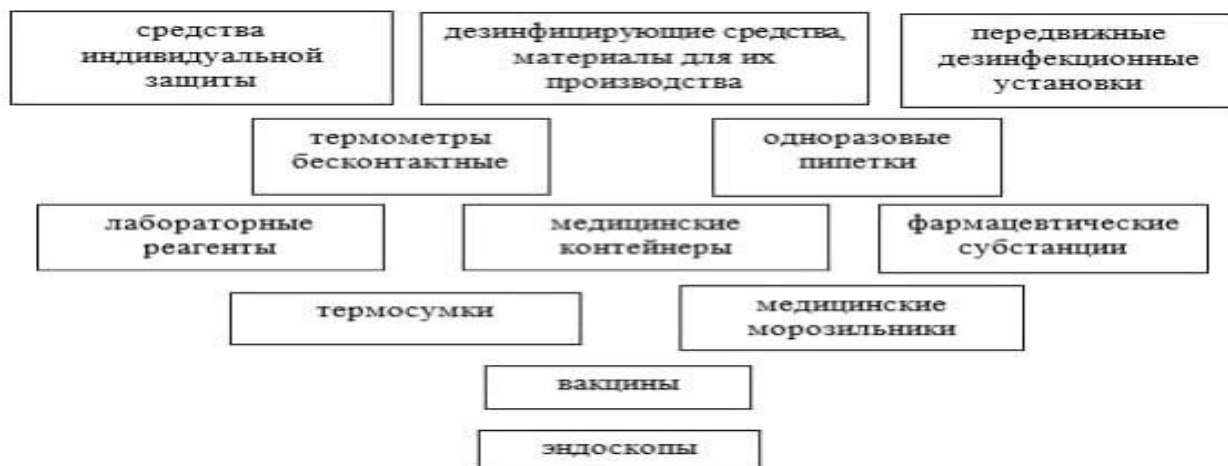 средства
индивидуальной
защиты
дезинфицирующие средства,
материалы для их
производства
передвижные
дезинфекционные
установки
термометры
бесконтактные
одноразовые
пипетки
лабораторные
реагенты
медицинские
контейнеры
фармацевтические
субстанции
термосумки
медицинские
морозильники
вакцины
эндоскопы